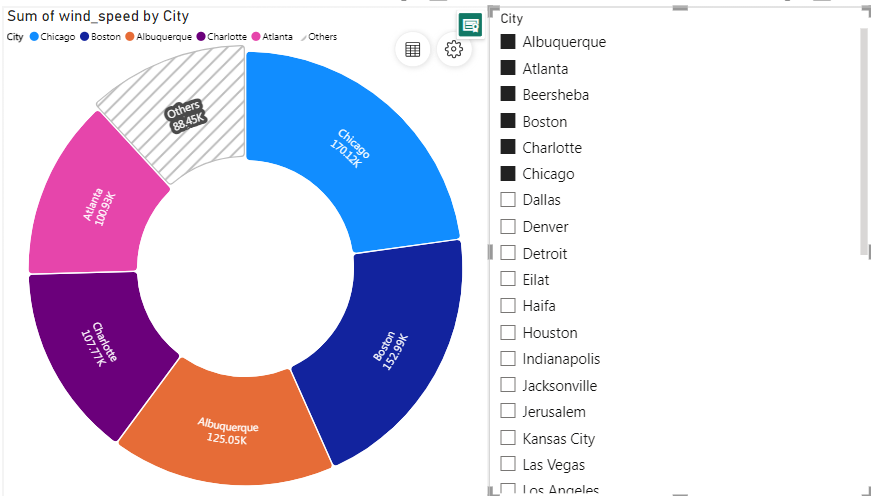 Sum of wind_speed by City
City Chicago Boston Albuquerque Charlotte Atlanta Others
Others
88.45K
Chicago
170.12K
Atlanta
100.93K
Charlotte
107.77K
Boston
152.99K
Albuquerque
125.05K
City
Albuquerque
Atlanta
Beersheba
Boston
Charlotte
Chicago
Dallas
Denver
Detroit
Eilat
Haifa
Houston
Indianapolis
Jacksonville
Jerusalem
Kansas City
Las Vegas
Los Angeles